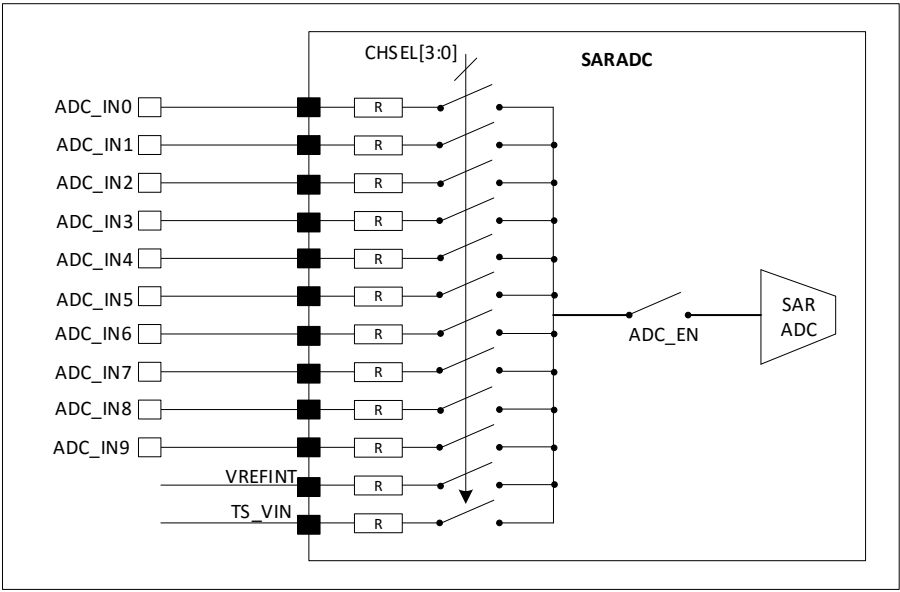 CHSEL[3:0]
SARADC
ADC_IN0
R
ADC_IN1
R
ADC_IN2
R
ADC_IN3
R
ADC_IN4
R
ADC_IN5
R
ADC_IN6
R
ADC_IN7
R
ADC_IN8
R
ADC_IN9
R
VREFINT
R
TS_VIN
R
ADC_EN
SAR
ADC